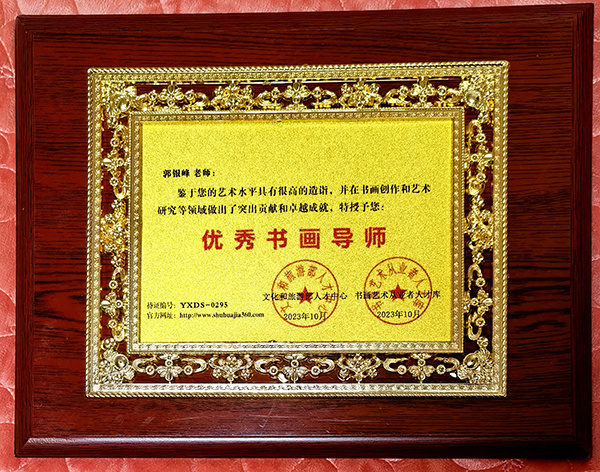 郭银峰 老师：
鉴于您的艺术水平具有很高的造诣，并在书画创作和艺术
研究等领域做出了突出贡献和卓越成就，特授予您：
优秀书画导师
文化和旅游部人才中心 书画艺术从业者人才库
持证编号：YXDS-0293
官方网址：http://www.shuhuajia360.com
2023年10月 2023年10月